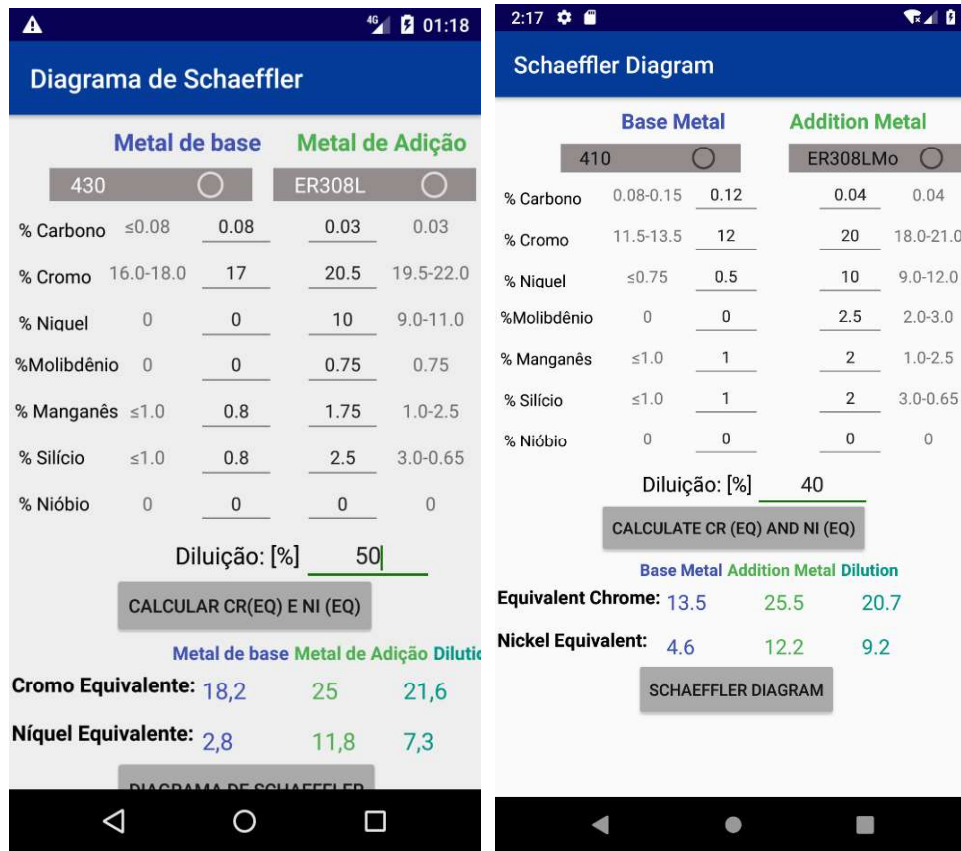 4G 01:18
Diagrama de Schaeffler
Metal de base Metal de Adição
430 ER308L
% Carbono ≤0.08 0.08 0.03 0.03
% Cromo 16.0-18.0 17 20.5 19.5-22.0
% Niquel 0 0 10 9.0-11.0
%Molibdênio 0 0 0.75 0.75
% Manganês ≤1.0 0.8 1.75 1.0-2.5
% Silício ≤1.0 0.8 2.5 3.0-0.65
% Nióbio 0 0 0 0
Diluição: [%] 50
CALCULAR CR(EQ) E NI (EQ)
Metal de base Metal de Adição Dilutic
Cromo Equivalente: 18,2 25 21,6
Níquel Equivalente: 2,8 11,8 7,3
DIAGRAMA DE SCHAEFFLER
2:17
Schaeffler Diagram
Base Metal Addition Metal
410 ER308LMo
% Carbono 0.08-0.15 0.12 0.04 0.04
% Cromo 11.5-13.5 12 20 18.0-21.0
% Niquel ≤0.75 0.5 10 9.0-12.0
%Molibdênio 0 0 2.5 2.0-3.0
% Manganês ≤1.0 1 2 1.0-2.5
% Silício ≤1.0 1 2 3.0-0.65
% Nióbio 0 0 0 0
Diluição: [%] 40
CALCULATE CR (EQ) AND NI (EQ)
Base Metal Addition Metal Dilution
Equivalent Chrome: 13.5 25.5 20.7
Nickel Equivalent: 4.6 12.2 9.2
SCHAEFFLER DIAGRAM